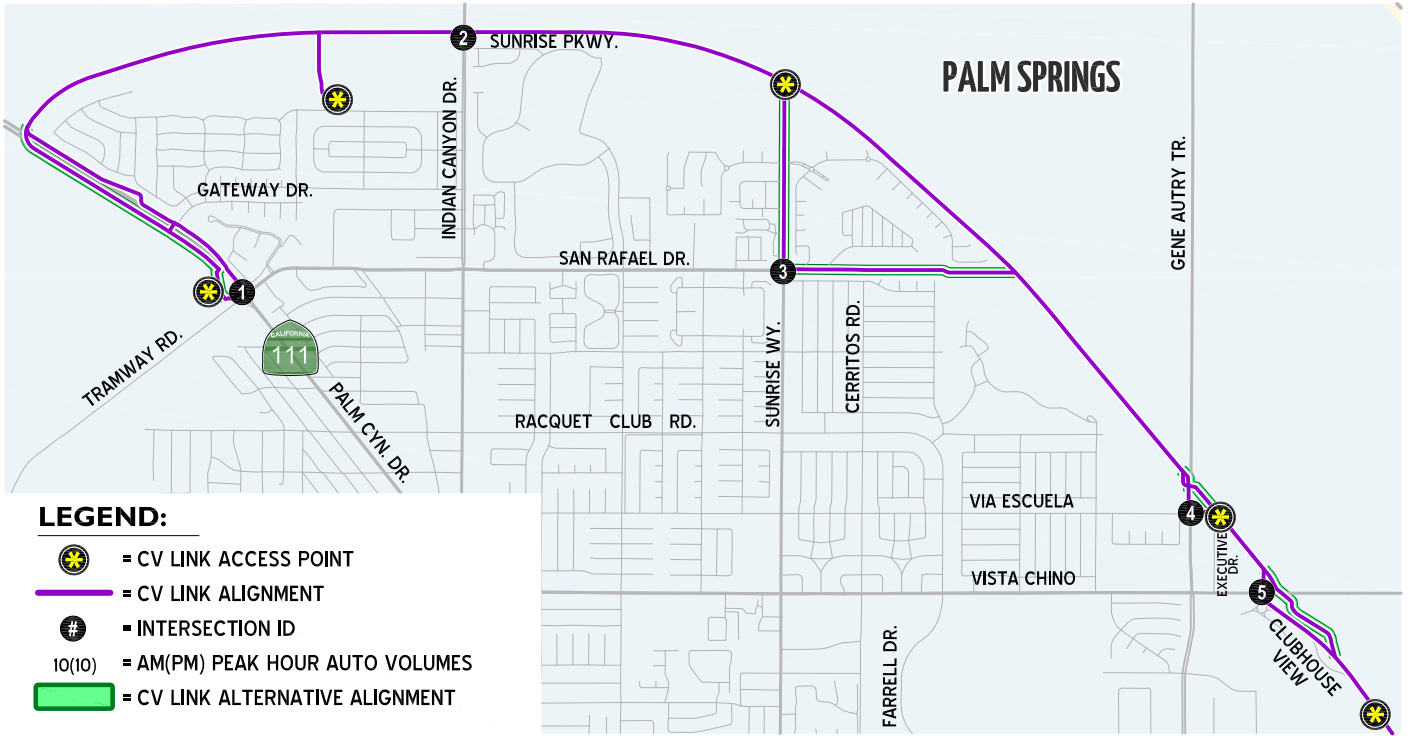 SUNRISE PKWY.
2
PALM SPRINGS
INDIAN CANYON DR.
GENE AUTRY TR.
GATEWAY DR.
SAN RAFAEL DR.
3
1
TRAMWAY RD.
CALIFORNIA
111
PALM CYN. DR.
SUNRISE WY.
CERRITOS RD.
RACQUET CLUB RD.
VIA ESCUELA
4
EXECUTIVE
DR.
VISTA CHINO
5
CLUBHOUSE
VIEW
FARRELL DR.
LEGEND:
= CV LINK ACCESS POINT
= CV LINK ALIGNMENT
# = INTERSECTION ID
10(10) = AM(PM) PEAK HOUR AUTO VOLUMES
= CV LINK ALTERNATIVE ALIGNMENT